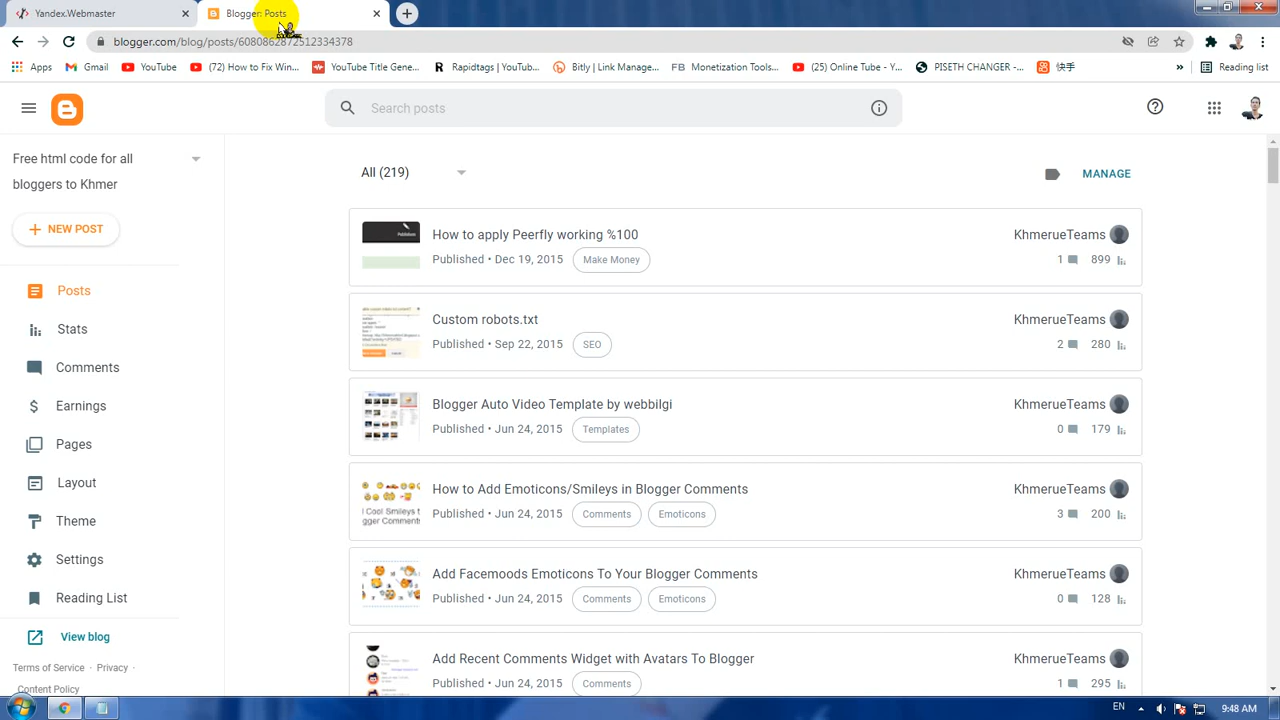 Yandex.Webmaster
Blogger: Posts
blogger.com/blog/posts/6080862872512334378
Apps
Gmail
YouTube
(72) How to Fix Win...
YouTube Title Gene...
Rapidtags | YouTub...
Bitly | Link Manage...
FB Monetization Tools...
(25) Online Tube - Y...
PISETH CHANGER -...
快手
»
Reading list
Search posts
Free html code for all
bloggers to Khmer
NEW POST
Posts
Stats
Comments
Earnings
Pages
Layout
Theme
Settings
Reading List
View blog
Terms of Service · Privacy ·
Content Policy
All (219)
MANAGE
How to apply Peerfly working %100
KhmerueTeams
Published • Dec 19, 2015 Make Money
1 899
Custom robots.txt
KhmerueTeams
Published • Sep 22, 2015 SEO
2 280
Blogger Auto Video Template by webbilgi
KhmerueTeams
Published • Jun 24, 2015 Templates
0 179
How to Add Emoticons/Smileys in Blogger Comments
KhmerueTeams
Published • Jun 24, 2015 Comments Emoticons
3 200
Add Facemoods Emoticons To Your Blogger Comments
KhmerueTeams
Published • Jun 24, 2015 Comments Emoticons
0 128
Add Recent Comments Widget with Avatars To Blogger
KhmerueTeams
Published • Jun 24, 2015 Comments
1 295
EN
9:48 AM